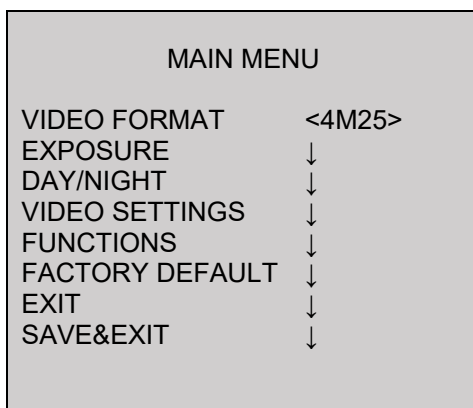 MAIN MENU
VIDEO FORMAT <4M25>
EXPOSURE ↓
DAY/NIGHT ↓
VIDEO SETTINGS ↓
FUNCTIONS ↓
FACTORY DEFAULT ↓
EXIT ↓
SAVE&EXIT ↓